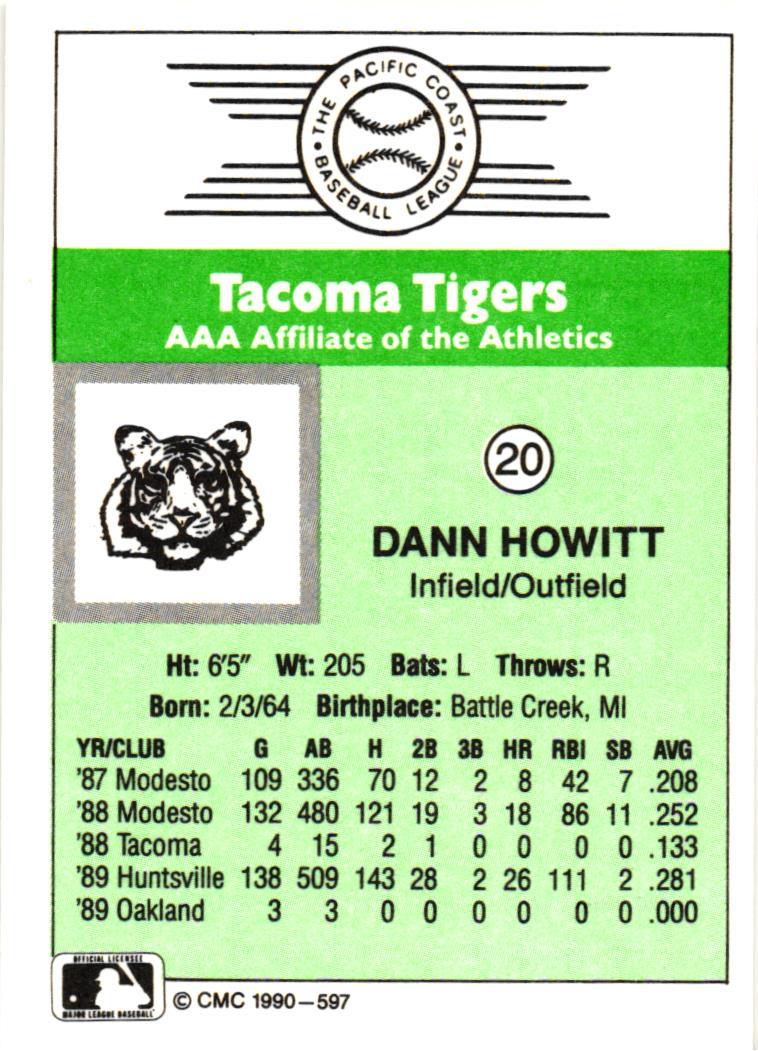 THE PACIFIC COAST
BASEBALL LEAGUE
Tacoma Tigers
AAA Affiliate of the Athletics
20
DANN HOWITT
Infield/Outfield
Ht: 6'5" Wt: 205 Bats: L Throws: R
Born: 2/3/64 Birthplace: Battle Creek, MI
YR/CLUB G AB H 2B 3B HR RBI SB AVG
'87 Modesto 109 336 70 12 2 8 42 7 .208
'88 Modesto 132 480 121 19 3 18 86 11 .252
'88 Tacoma 4 15 2 1 0 0 0 0 .133
'89 Huntsville 138 509 143 28 2 26 111 2 .281
'89 Oakland 3 3 0 0 0 0 0 0 .000
OFFICIAL LICENSEE
MAJOR LEAGUE BASEBALL
© CMC 1990–597